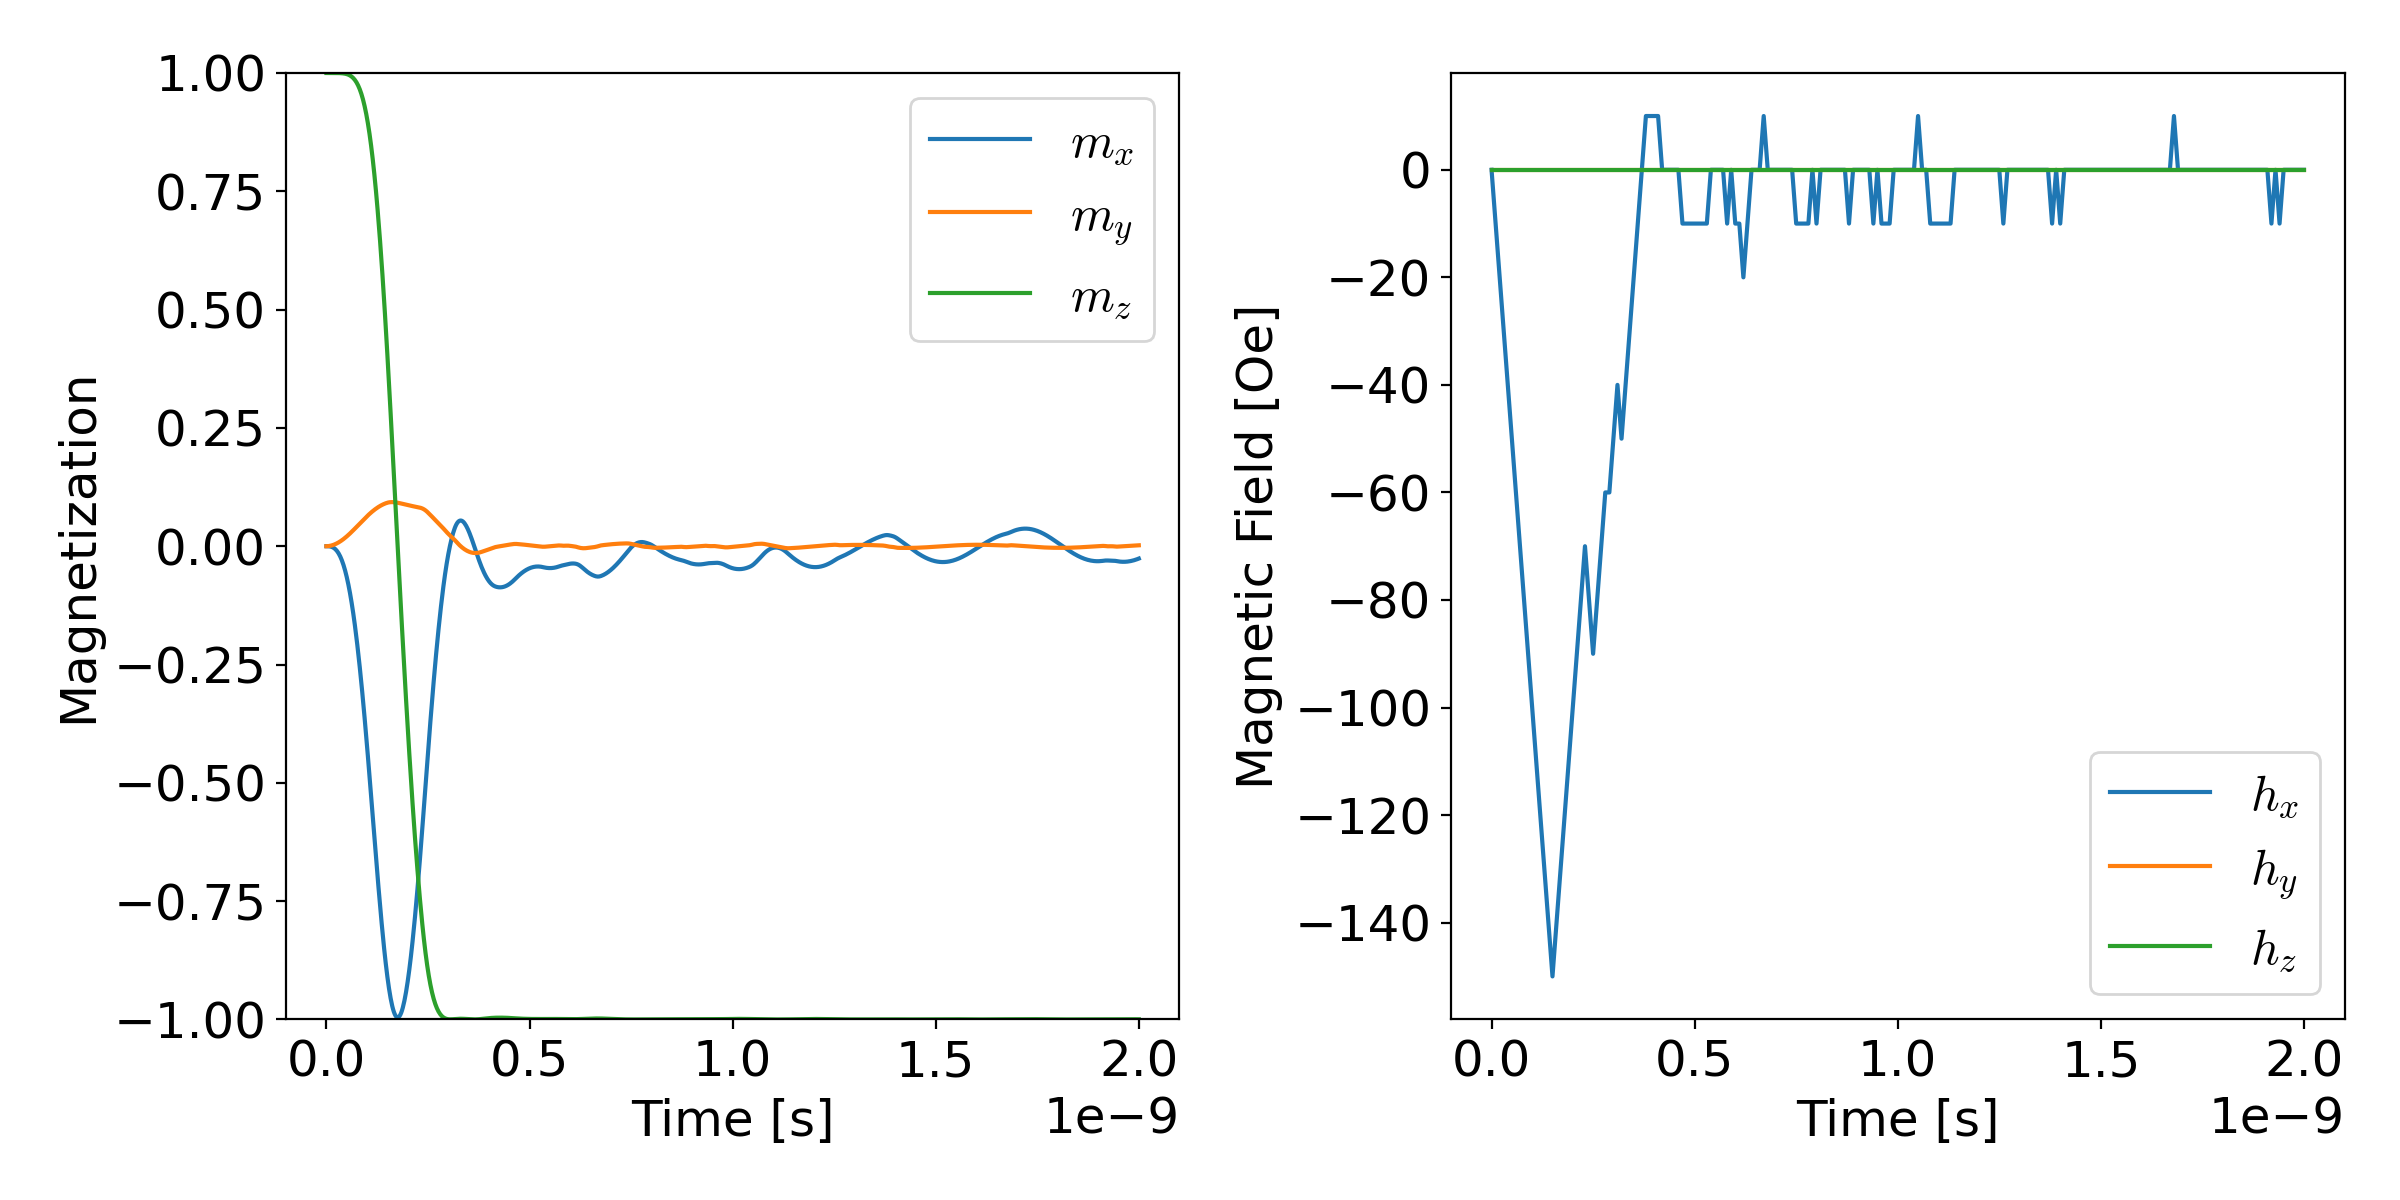 Magnetization
1.00
0.75
0.50
0.25
0.00
−0.25
−0.50
−0.75
−1.00
m_x
m_y
m_z
0.0 0.5 1.0 1.5 2.0
Time [s]
1e−9
Magnetic Field [Oe]
0
−20
−40
−60
−80
−100
−120
−140
h_x
h_y
h_z
0.0 0.5 1.0 1.5 2.0
Time [s]
1e−9